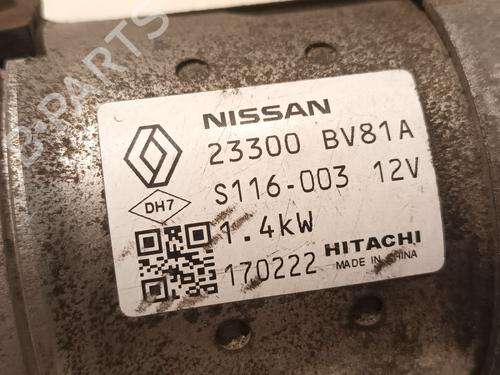 NISSAN
23300 BV81A
S116-003 12V
DH7
1.4kW
170222 HITACHI
MADE IN CHINA
B-PARTS